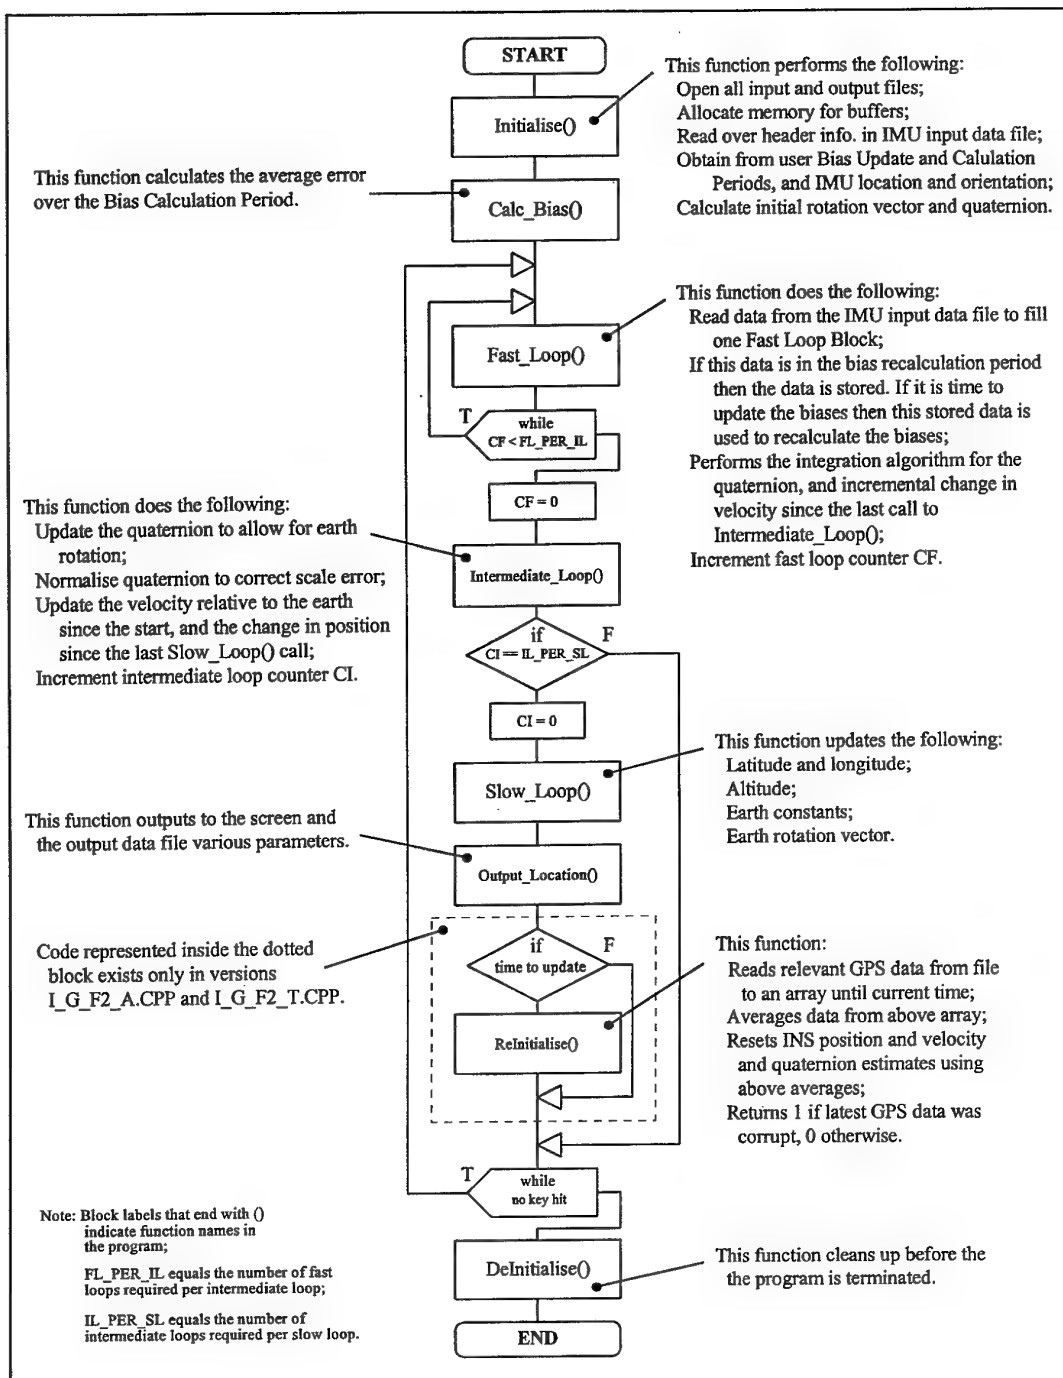 START
This function performs the following:
Open all input and output files;
Allocate memory for buffers;
Read over header info. in IMU input data file;
Obtain from user Bias Update and Calulation
Periods, and IMU location and orientation;
Calculate initial rotation vector and quaternion.
Initialise()
This function calculates the average error
over the Bias Calculation Period.
Calc_Bias()
This function does the following:
Read data from the IMU input data file to fill
one Fast Loop Block;
If this data is in the bias recalculation period
then the data is stored. If it is time to
update the biases then this stored data is
used to recalculate the biases;
Performs the integration algorithm for the
quaternion, and incremental change in
velocity since the last call to
Intermediate_Loop();
Increment fast loop counter CF.
Fast_Loop()
T
while
CF < FL_PER_IL
CF = 0
This function does the following:
Update the quaternion to allow for earth
rotation;
Normalise quaternion to correct scale error;
Update the velocity relative to the earth
since the start, and the change in position
since the last Slow_Loop() call;
Increment intermediate loop counter CI.
Intermediate_Loop()
if
F
CI == IL_PER_SL
CI = 0
This function updates the following:
Latitude and longitude;
Altitude;
Earth constants;
Earth rotation vector.
Slow_Loop()
This function outputs to the screen and
the output data file various parameters.
Output_Location()
Code represented inside the dotted
block exists only in versions
I_G_F2_A.CPP and I_G_F2_T.CPP.
if
F
time to update
This function:
Reads relevant GPS data from file
to an array until current time;
Averages data from above array;
Resets INS position and velocity
and quaternion estimates using
above averages;
Returns 1 if latest GPS data was
corrupt, 0 otherwise.
ReInitialise()
T
while
no key hit
Note: Block labels that end with ()
indicate function names in
the program;
FL_PER_IL equals the number of fast
loops required per intermediate loop;
IL_PER_SL equals the number of
intermediate loops required per slow loop.
DeInitialise()
This function cleans up before the
the program is terminated.
END